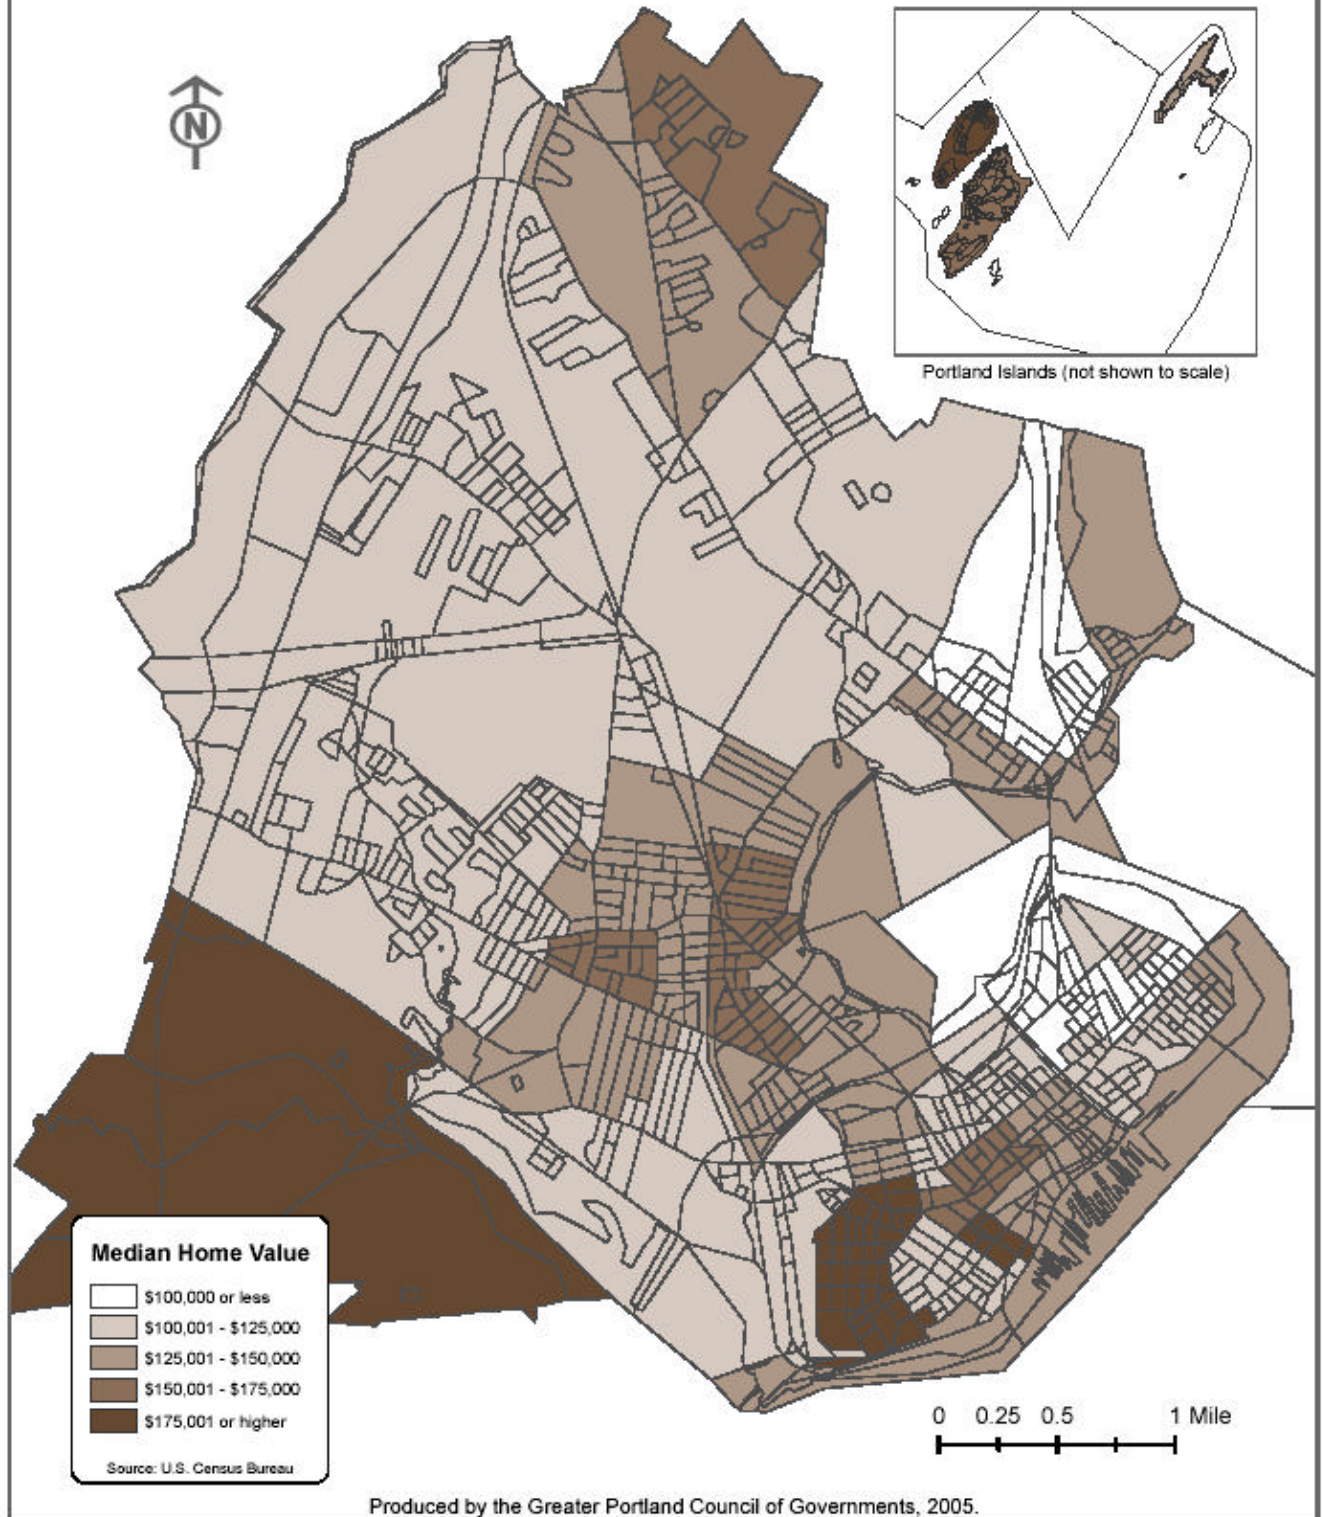 N
Portland Islands (not shown to scale)
Median Home Value
$100,000 or less
$100,001 - $125,000
$125,001 - $150,000
$150,001 - $175,000
$175,001 or higher
Source: U.S. Census Bureau
0 0.25 0.5 1 Mile
Produced by the Greater Portland Council of Governments, 2005.